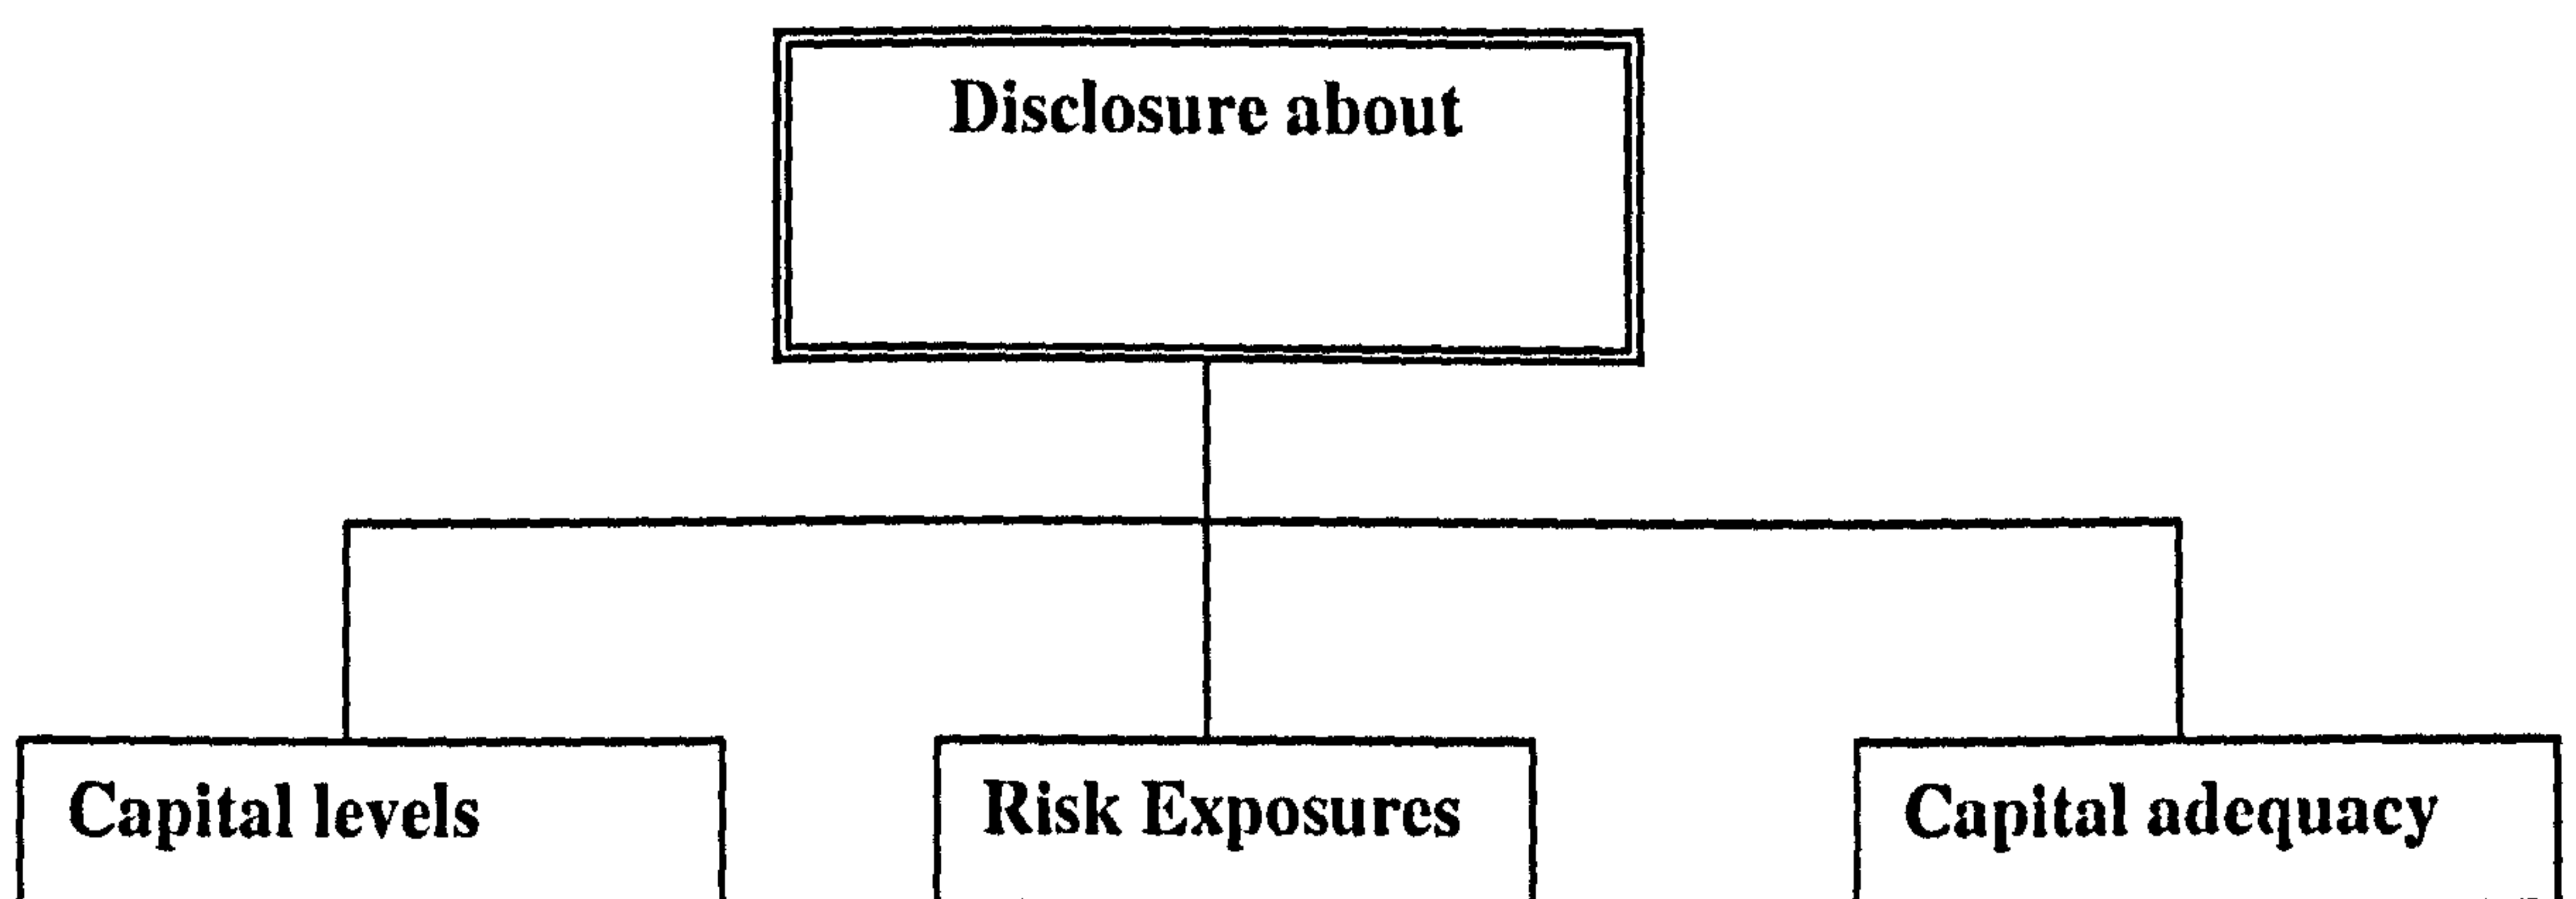 Disclosure about
Capital levels
Risk Exposures
Capital adequacy